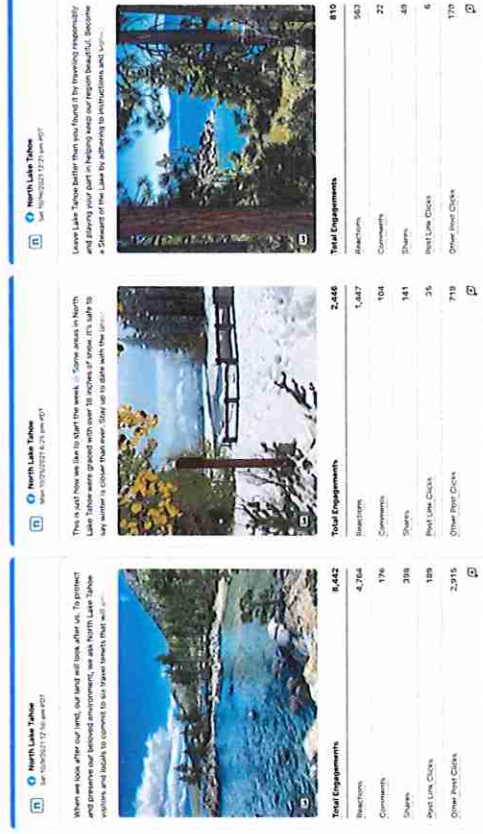 North Lake Tahoe
When we look after our land, our land will look after us. To protect
and preserve our beloved environment, we ask North Lake Tahoe
visitors and locals to commit to six travel tenets that will
Total Engagements 8,442
Reactions 4,764
Comments 176
Shares 398
Post Link Clicks 189
Other Post Clicks 2,915
North Lake Tahoe
This is just how we like to start the week Some areas in North
Lake Tahoe were graced with over 18 inches of snow, it's safe to
say winter is closer than ever. Stay up to date with the
Total Engagements 2,446
Reactions 1,447
Comments 104
Shares 141
Post Link Clicks 35
Other Post Clicks 719
North Lake Tahoe
Leave Lake Tahoe better than you found it by traveling responsibly
and playing your part in helping keep our region beautiful. Become
a Steward of the Lake by adhering to instructions and
Total Engagements 810
Reactions 563
Comments 22
Shares 49
Post Link Clicks 6
Other Post Clicks 170